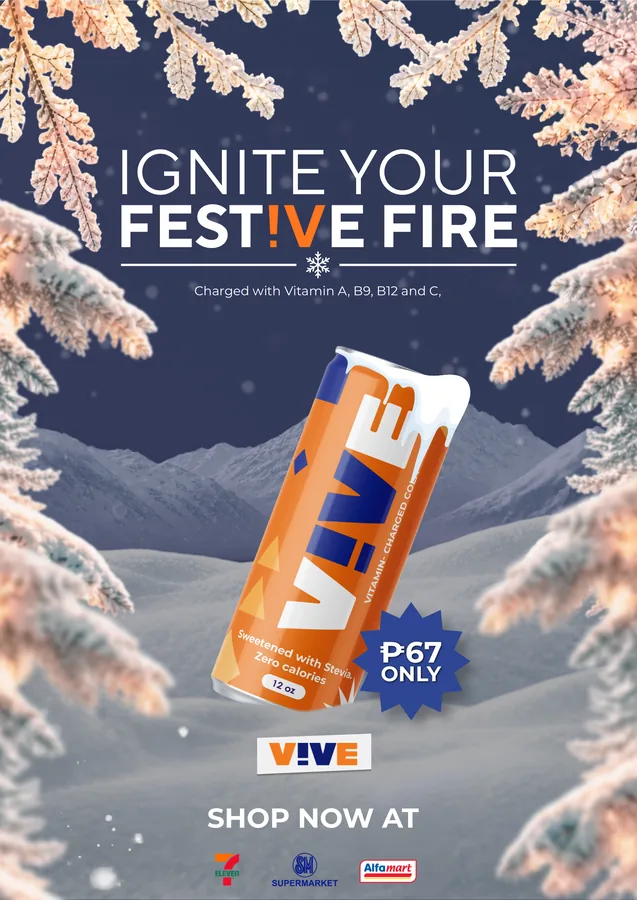 IGNITE YOUR
FEST!VE FIRE
Charged with Vitamin A, B9, B12 and C,
V!VE
VITAMIN- CHARGED
Sweetened with Stevia,
Zero calories
12 oz
₱67
ONLY
V!VE
SHOP NOW AT
7
ELEVEN
SM
SUPERMARKET
Alfamart